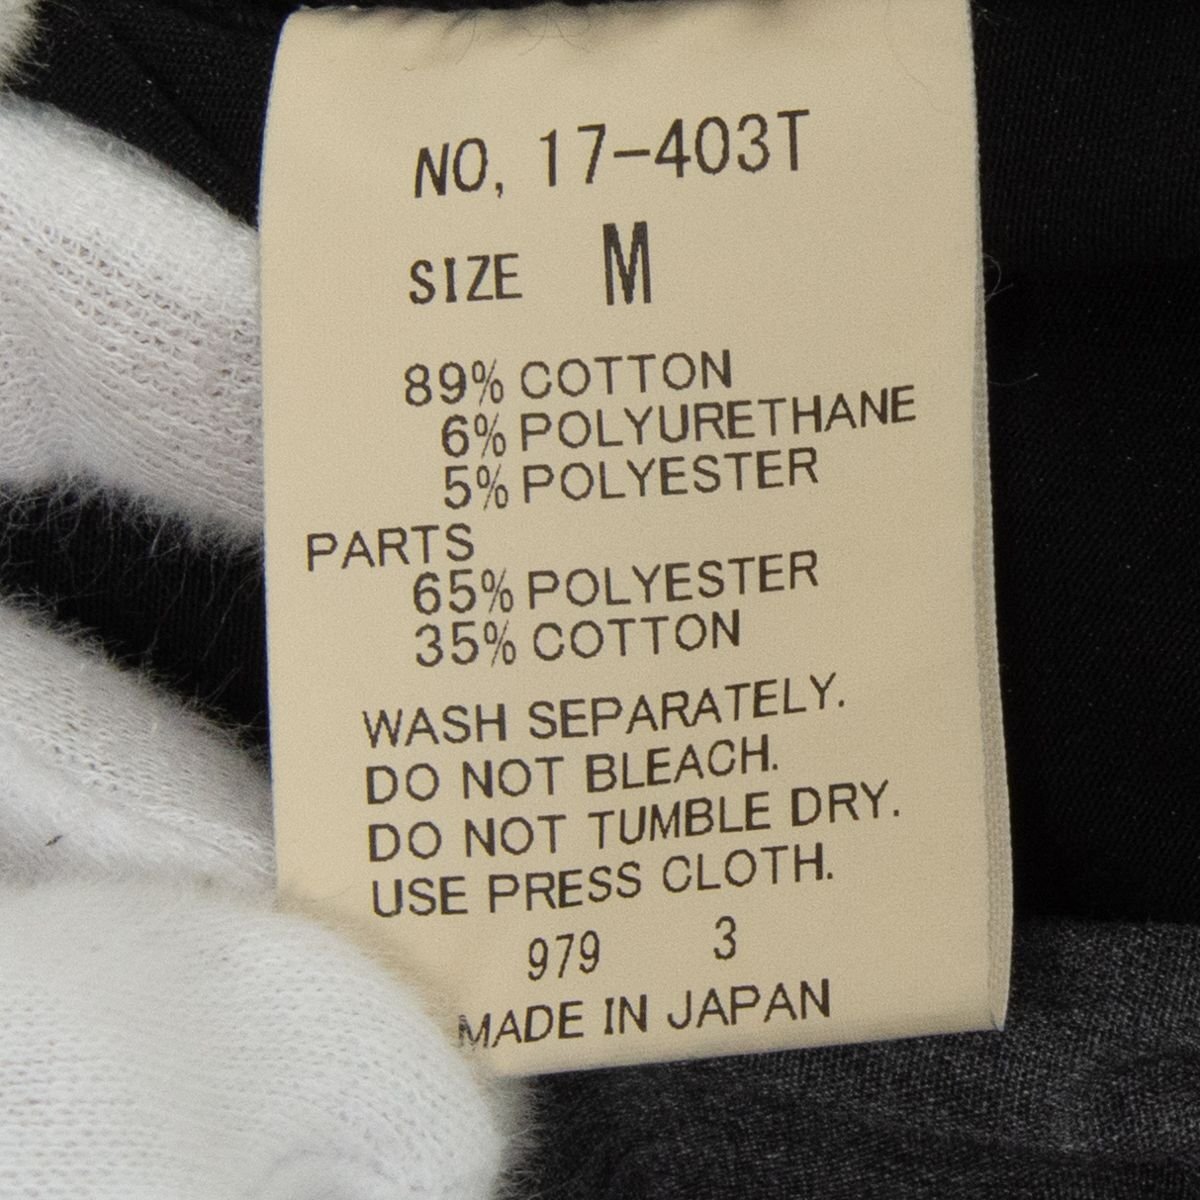 NO, 17-403T
SIZE M
89% COTTON
6% POLYURETHANE
5% POLYESTER
PARTS
65% POLYESTER
35% COTTON
WASH SEPARATELY.
DO NOT BLEACH.
DO NOT TUMBLE DRY.
USE PRESS CLOTH.
979 3
MADE IN JAPAN